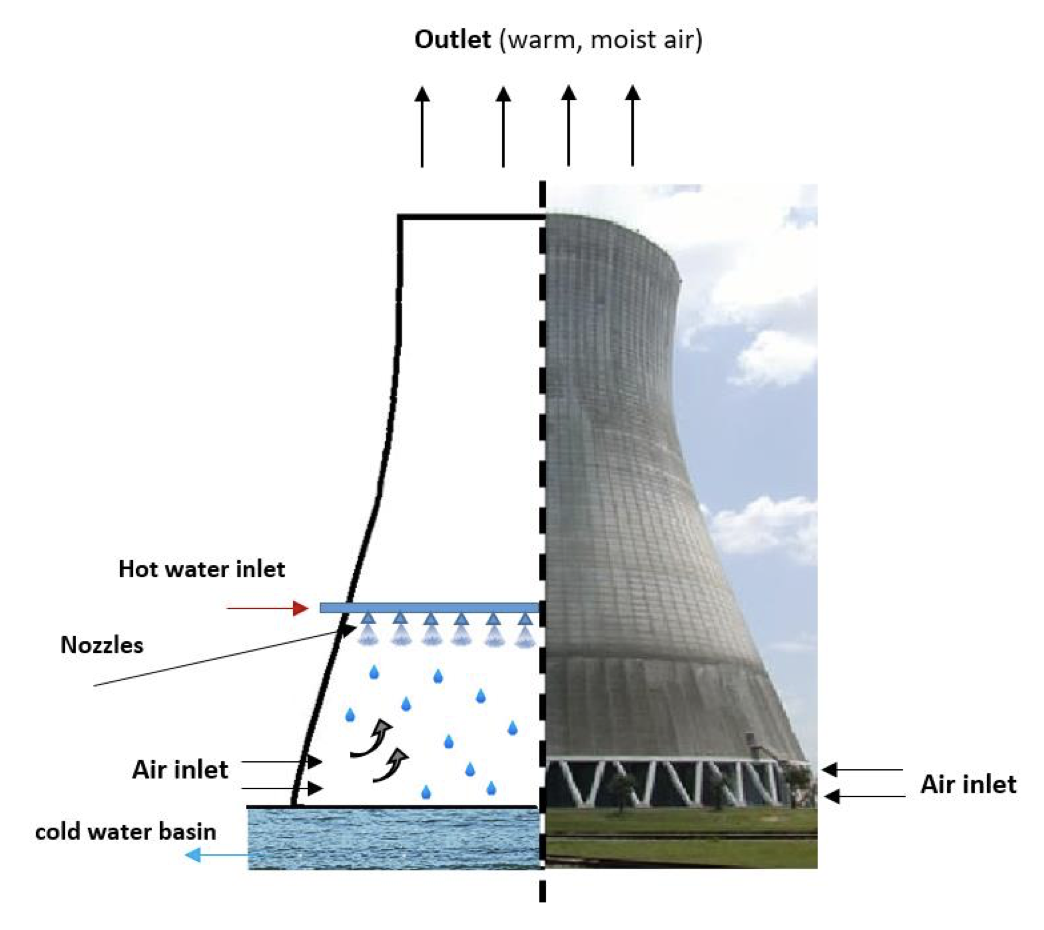 Outlet (warm, moist air)
Hot water inlet
Nozzles
Air inlet
Air inlet
cold water basin